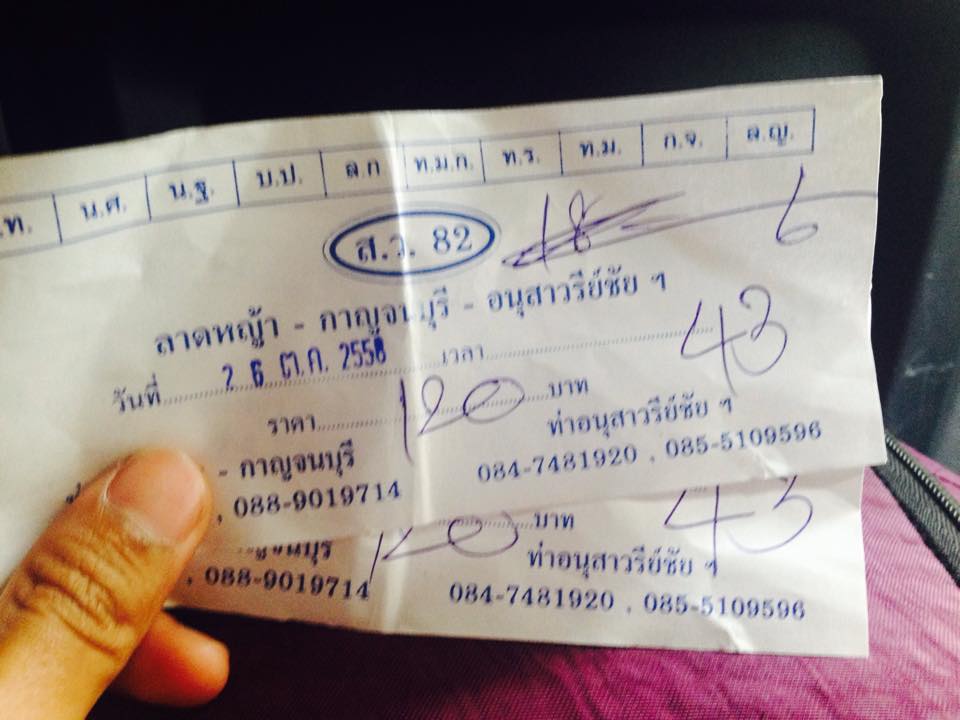 .ท. น.ศ. น.ฐ. บ.ป. ล.ก ท.ม.ก. ท.ร. ท.ม. ก.จ. ล.ญ.
ส.ว. 82 18 6
ลาดหญ้า - กาญจนบุรี - อนุสาวรีย์ชัย ฯ
วันที่ 2 6 ต.ค. 2558 เวลา 43
ราคา 120 บาท
- กาญจนบุรี ท่าอนุสาวรีย์ชัย ฯ
, 088-9019714 084-7481920 , 085-5109596
120 บาท 43
ท่าอนุสาวรีย์ชัย ฯ
, 088-9019714 084-7481920 , 085-5109596